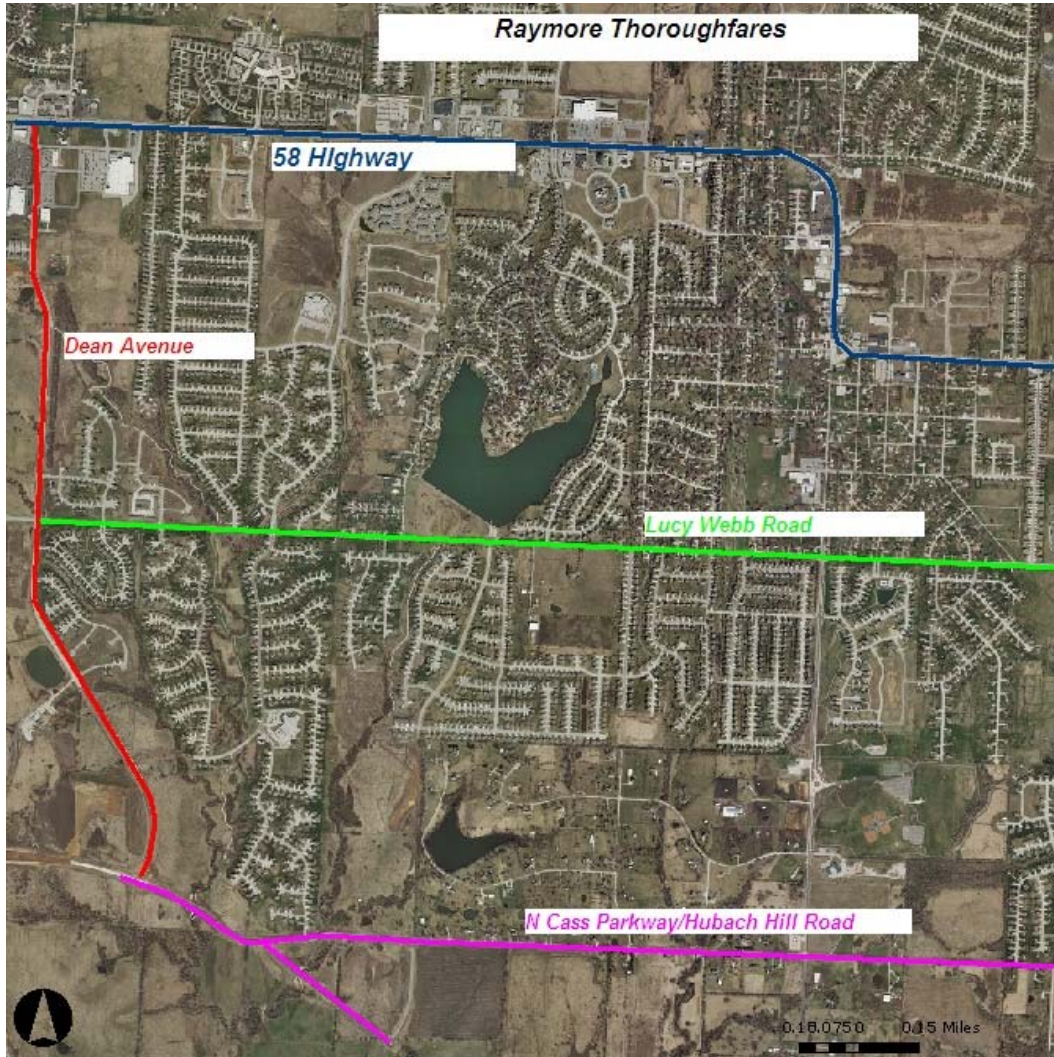 Raymore Thoroughfares
58 HIghway
Dean Avenue
Lucy Webb Road
N Cass Parkway/Hubach Hill Road
0.15 Miles